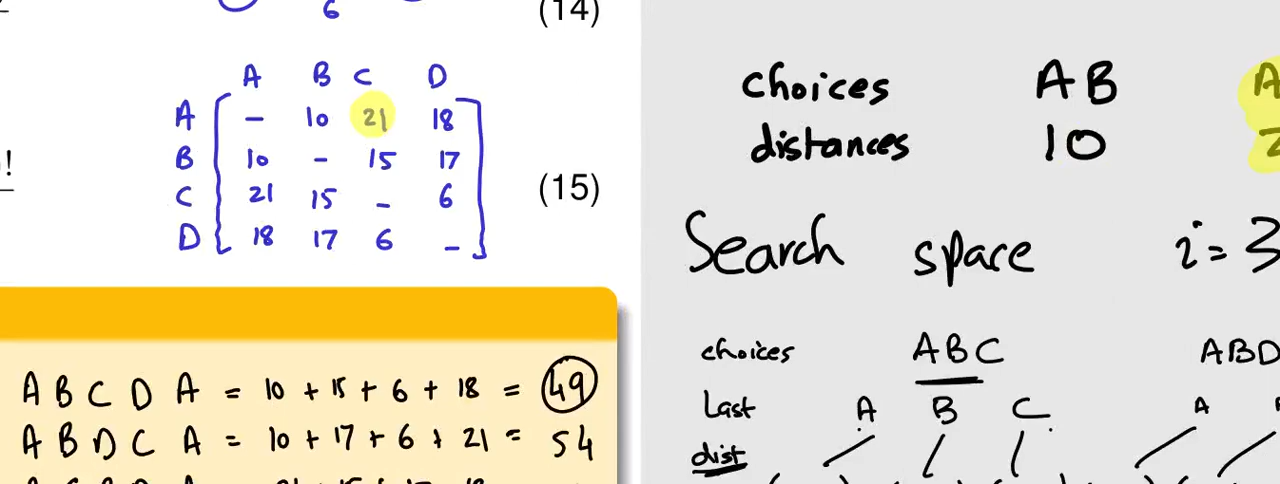 6
(14)
A B C D
A - 10 21 18
B 10 - 15 17
C 21 15 - 6
D 18 17 6 -
(15)
A B C D A = 10 + 15 + 6 + 18 = 49
A B D C A = 10 + 17 + 6 + 21 = 54
choices AB A
distances 10 2
Search space i = 3
choices ABC ABD
Last A B C A
dist